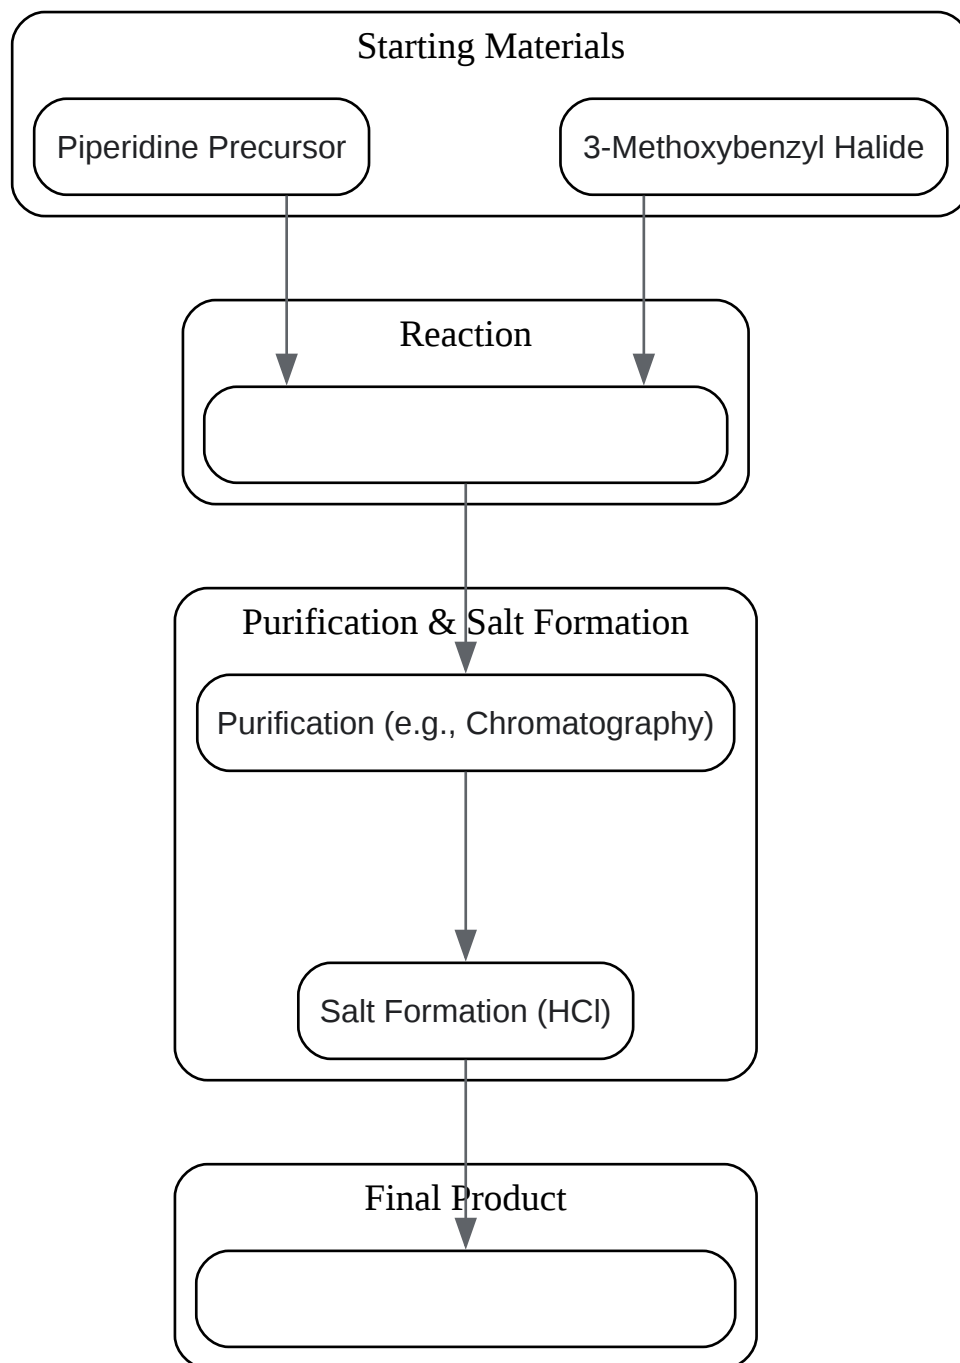 Starting Materials
Piperidine Precursor
3-Methoxybenzyl Halide
Reaction
Purification & Salt Formation
Purification (e.g., Chromatography)
Salt Formation (HCl)
Final Product